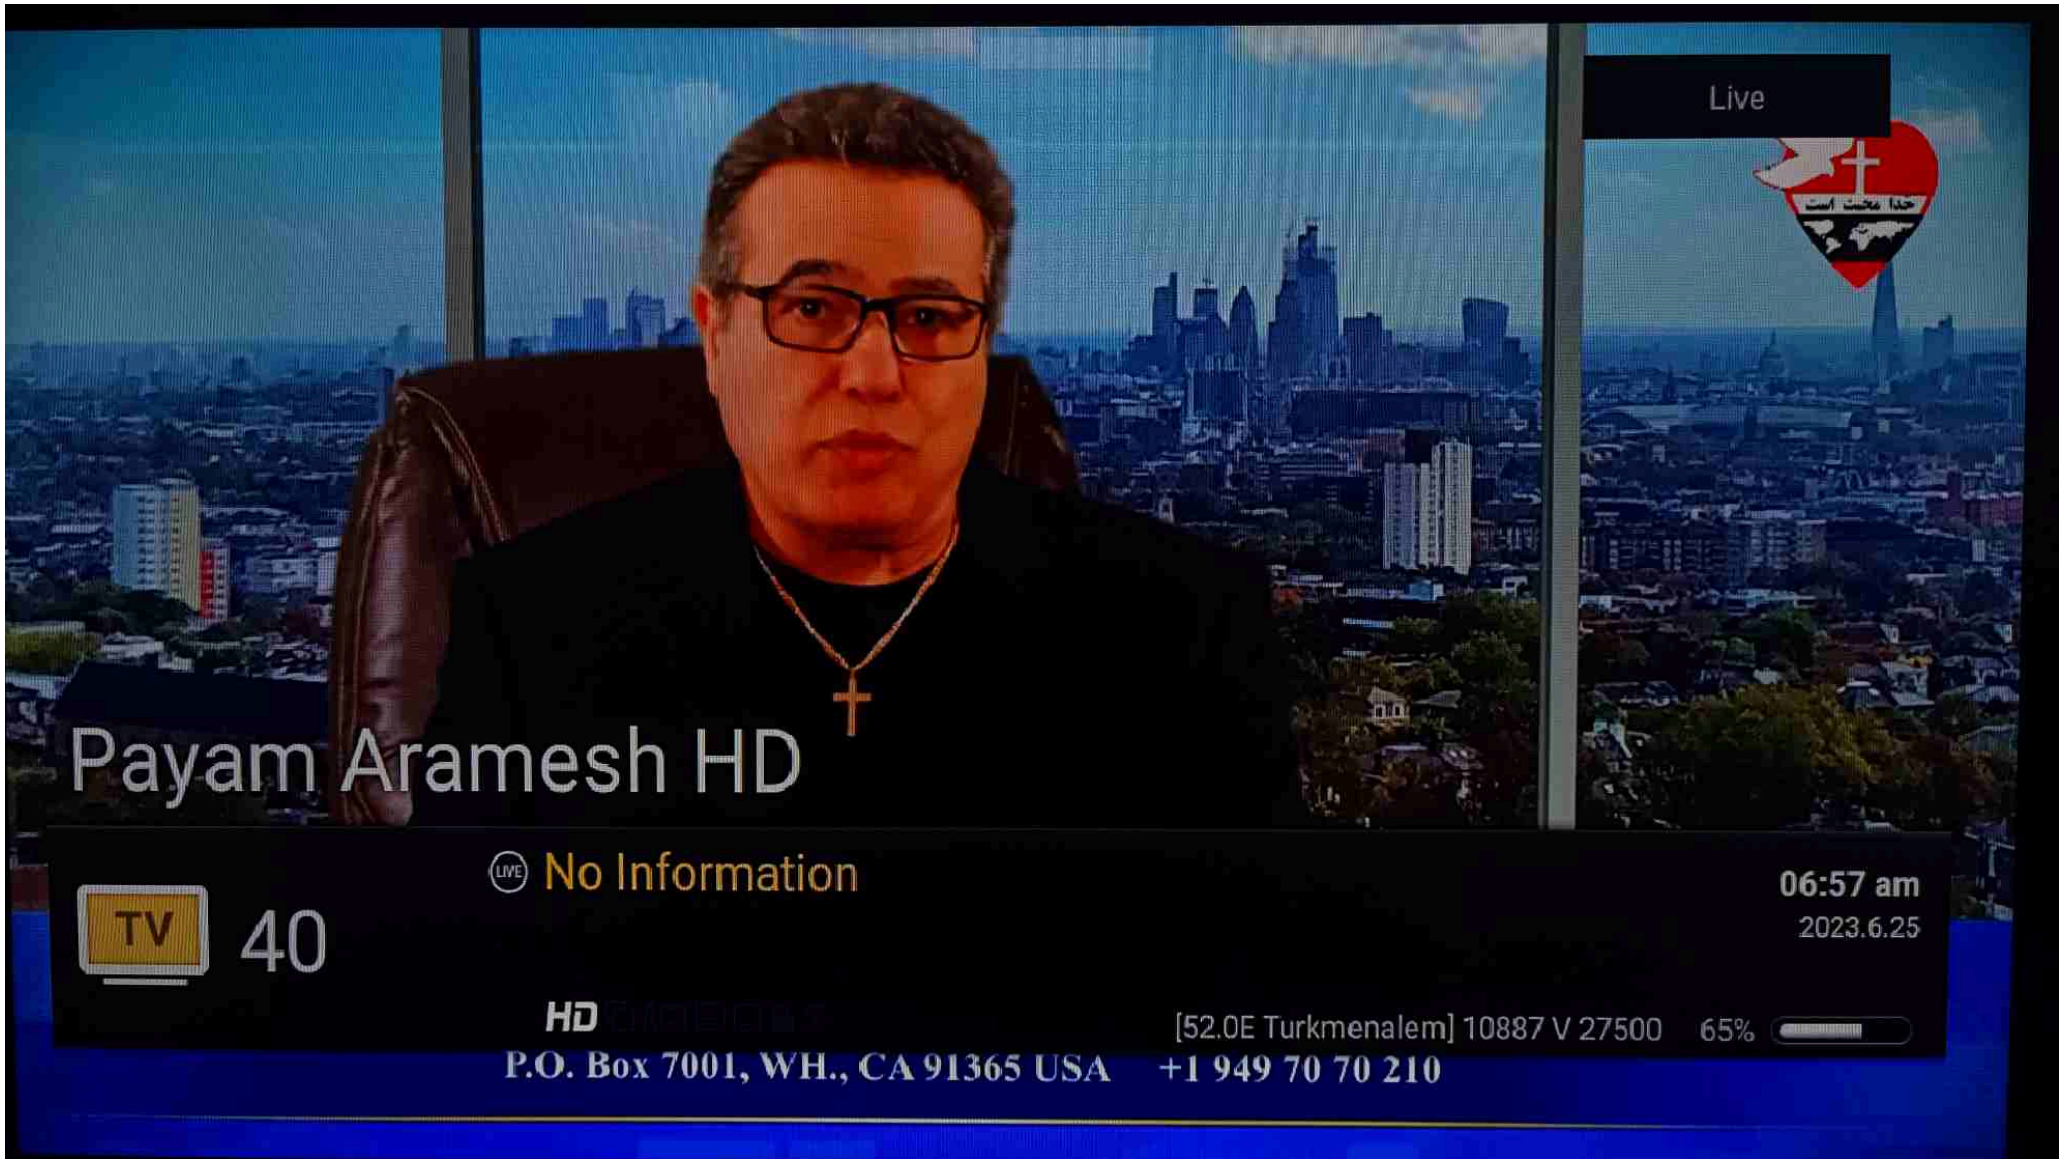 Live
خدا محبت است
Payam Aramesh HD
LIVE No Information
06:57 am
TV 40
2023.6.25
HD
[52.0E Turkmenalem] 10887 V 27500 65%
P.O. Box 7001, WH., CA 91365 USA +1 949 70 70 210